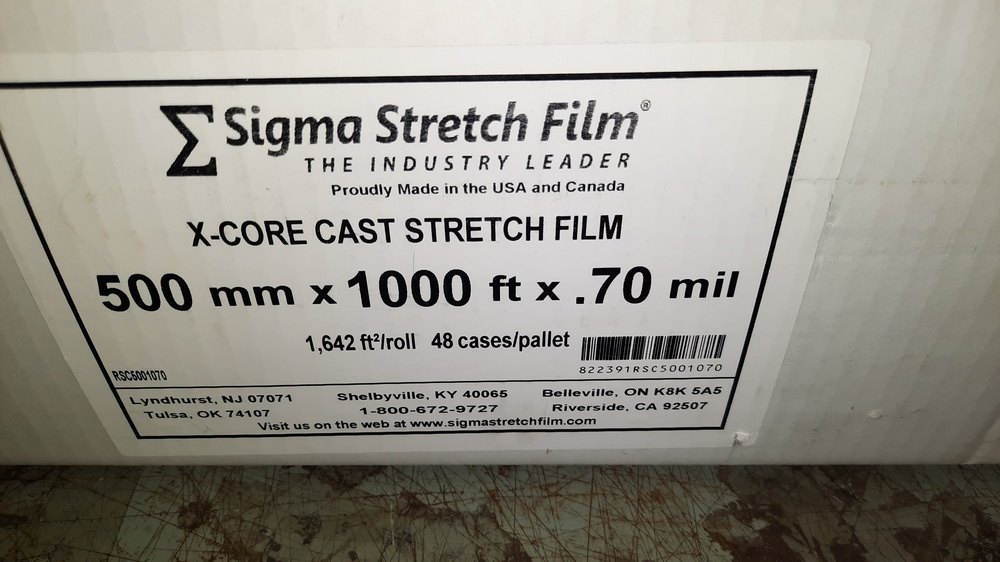 Σ Sigma Stretch Film®
THE INDUSTRY LEADER
Proudly Made in the USA and Canada
X-CORE CAST STRETCH FILM
500 mm x 1000 ft x .70 mil
1,642 ft²/roll 48 cases/pallet
822391RSC5001070
RSC5001070
Lyndhurst, NJ 07071 Shelbyville, KY 40065 Belleville, ON K8K 5A5
Tulsa, OK 74107 1-800-672-9727 Riverside, CA 92507
Visit us on the web at www.sigmastretchfilm.com